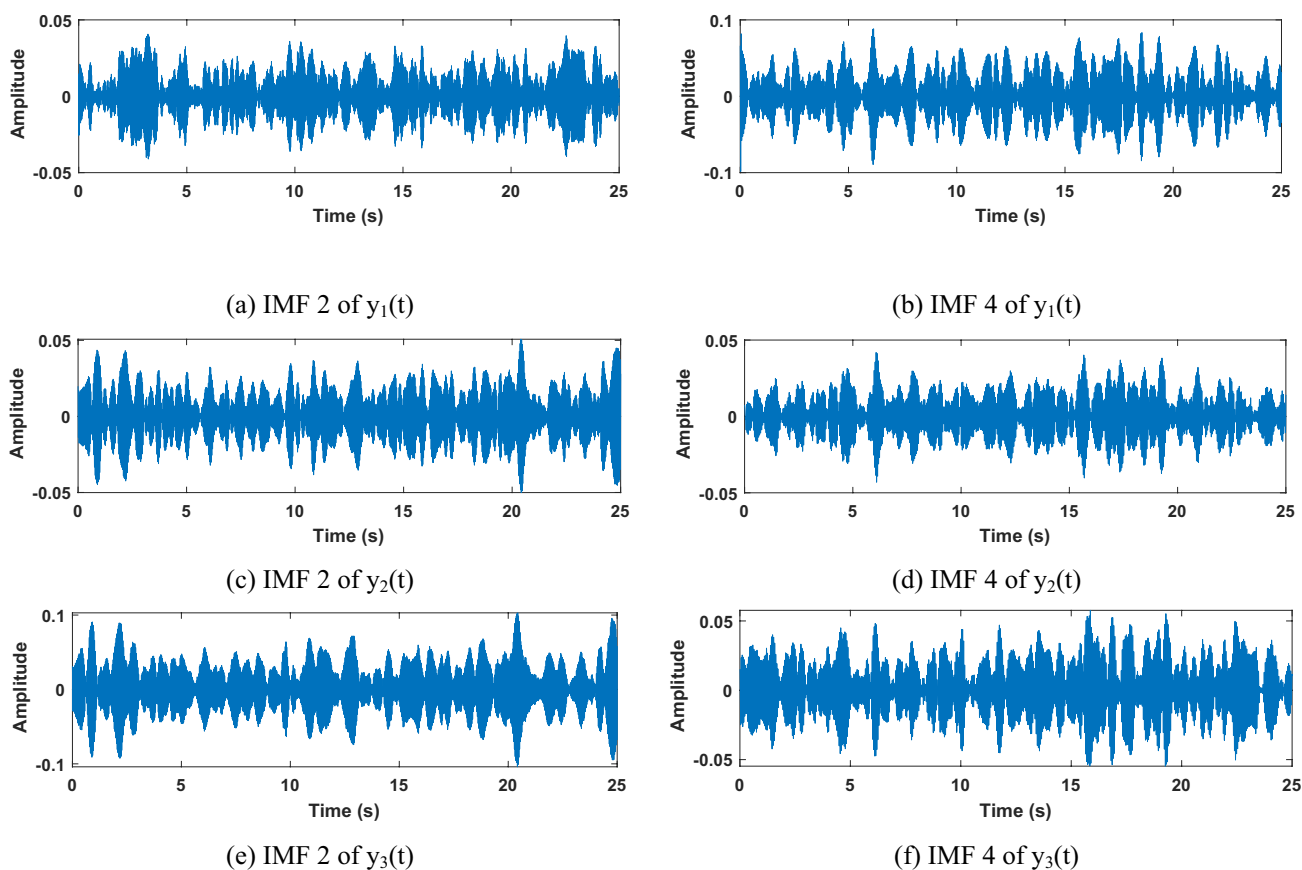 0.05
0
-0.05
Amplitude
0 5 10 15 20 25
Time (s)
0.1
0
-0.1
Amplitude
0 5 10 15 20 25
Time (s)
(a) IMF 2 of y₁(t)
(b) IMF 4 of y₁(t)
0.05
0
-0.05
Amplitude
0 5 10 15 20 25
Time (s)
0.05
0
-0.05
Amplitude
0 5 10 15 20 25
Time (s)
(c) IMF 2 of y₂(t)
(d) IMF 4 of y₂(t)
0.1
0
-0.1
Amplitude
0 5 10 15 20 25
Time (s)
0.05
0
-0.05
Amplitude
0 5 10 15 20 25
Time (s)
(e) IMF 2 of y₃(t)
(f) IMF 4 of y₃(t)